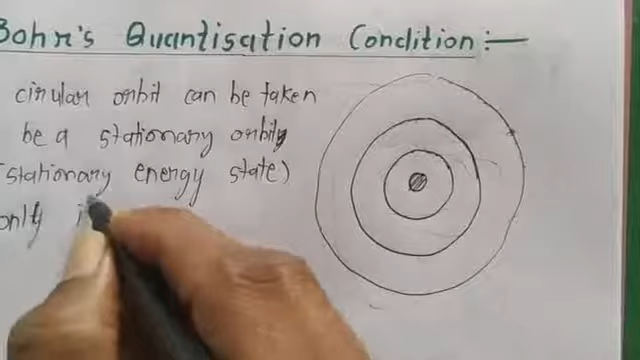 Bohr's Quantisation Condition :-
circular orbit can be taken
be a stationary orbit
(stationary energy state)
only